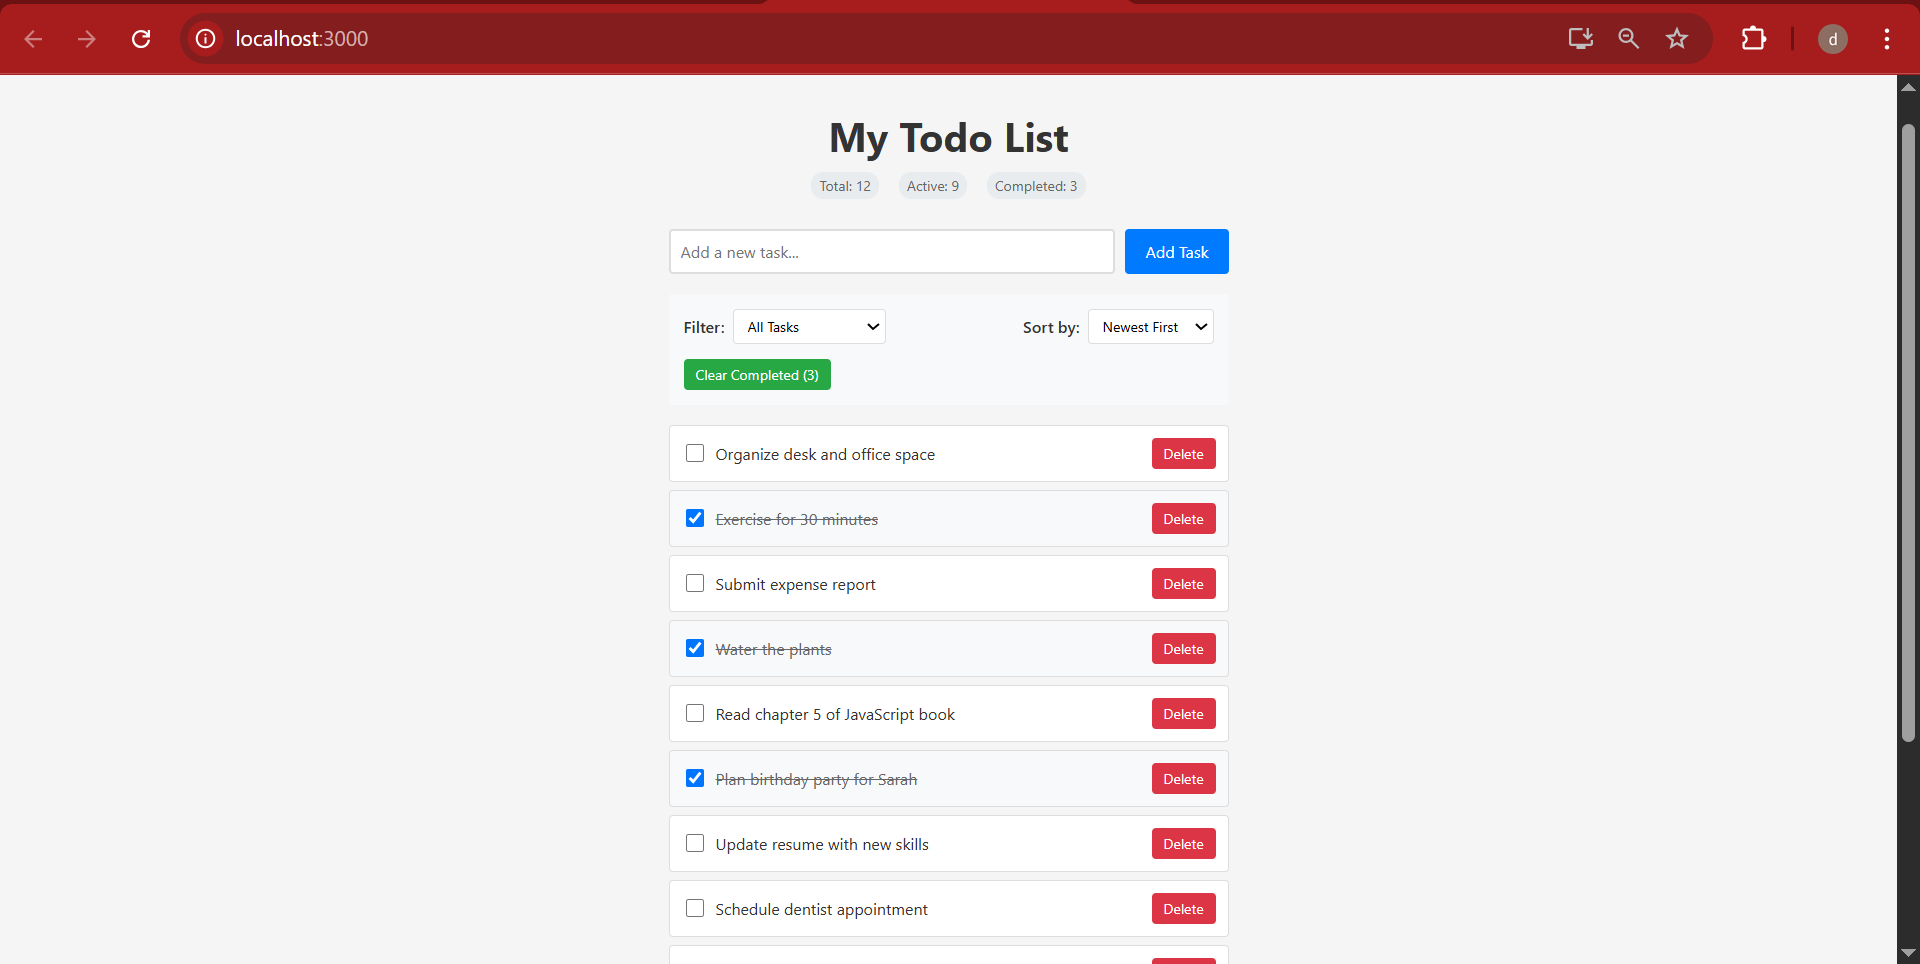 localhost:3000
d
My Todo List
Total: 12 Active: 9 Completed: 3
Add a new task...
Add Task
Filter: All Tasks Sort by: Newest First
Clear Completed (3)
Organize desk and office space Delete
Exercise for 30 minutes Delete
Submit expense report Delete
Water the plants Delete
Read chapter 5 of JavaScript book Delete
Plan birthday party for Sarah Delete
Update resume with new skills Delete
Schedule dentist appointment Delete